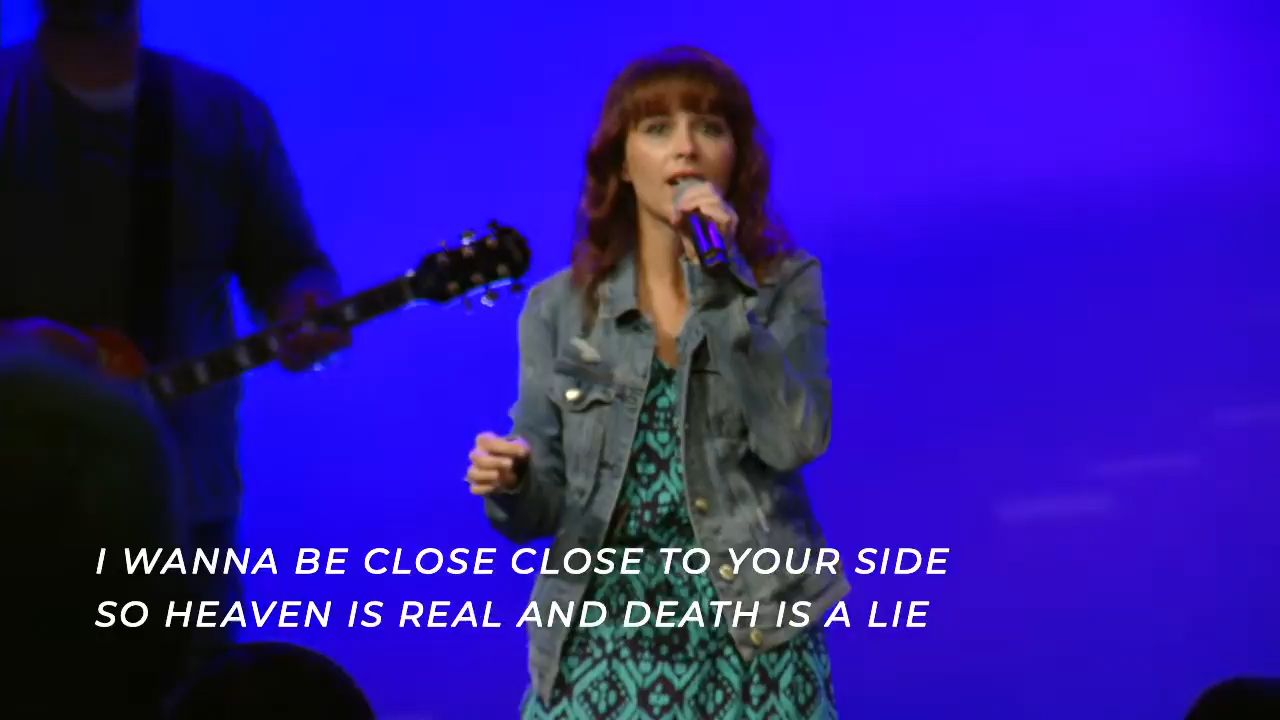 I WANNA BE CLOSE CLOSE TO YOUR SIDE
SO HEAVEN IS REAL AND DEATH IS A LIE